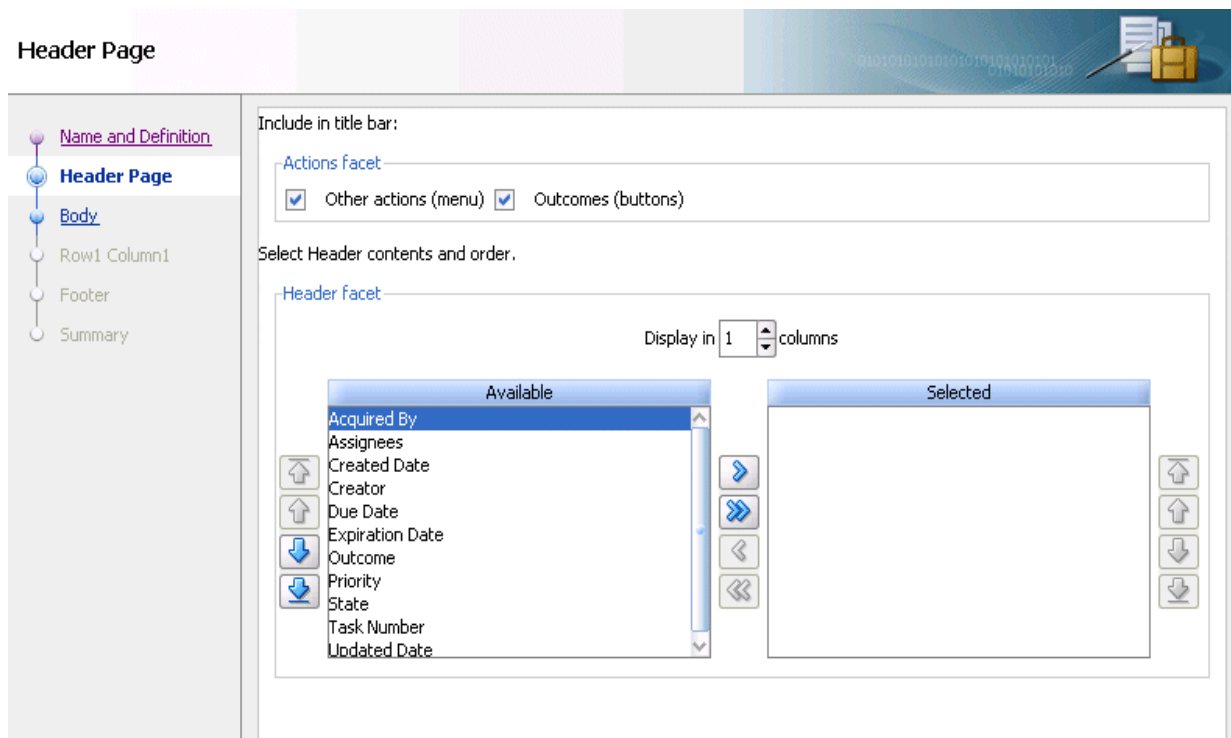 Header Page
Name and Definition
Header Page
Body
Row1 Column1
Footer
Summary
Include in title bar:
Actions facet
Other actions (menu) Outcomes (buttons)
Select Header contents and order.
Header facet
Display in 1 columns
Available
Acquired By
Assignees
Created Date
Creator
Due Date
Expiration Date
Outcome
Priority
State
Task Number
Updated Date
Selected